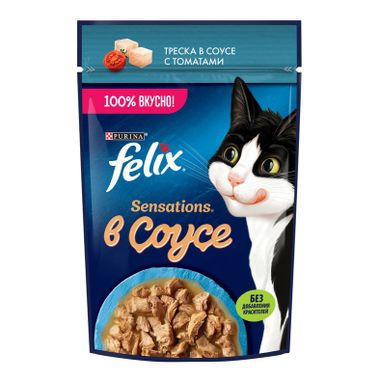 ТРЕСКА В СОУСЕ
С ТОМАТАМИ
100% ВКУСНО!
PURINA
felix
Sensations®
в Соусе
БЕЗ
ДОБАВЛЕНИЯ
КРАСИТЕЛЕЙ